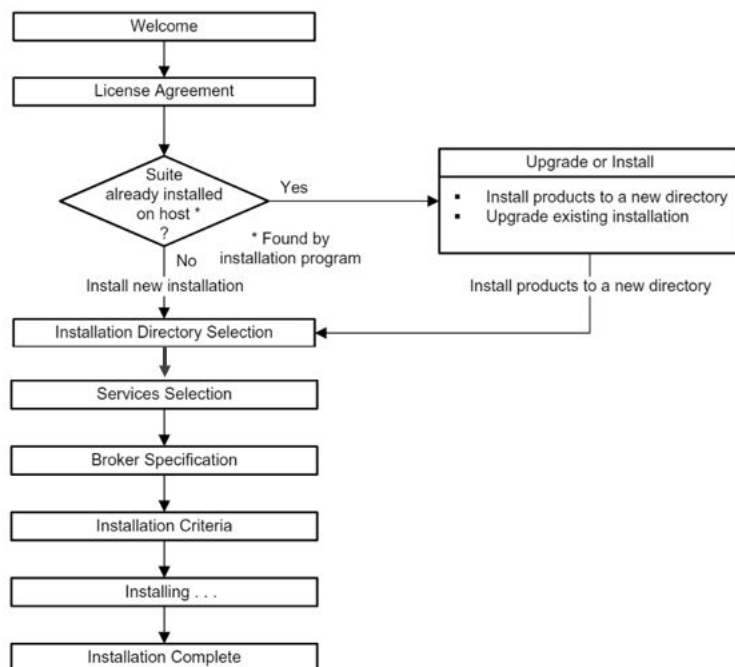 Welcome
License Agreement
Suite
already installed
on host *
?
Yes
* Found by
installation program
No
Install new installation
Upgrade or Install
▪ Install products to a new directory
▪ Upgrade existing installation
Install products to a new directory
Installation Directory Selection
Services Selection
Broker Specification
Installation Criteria
Installing . . .
Installation Complete